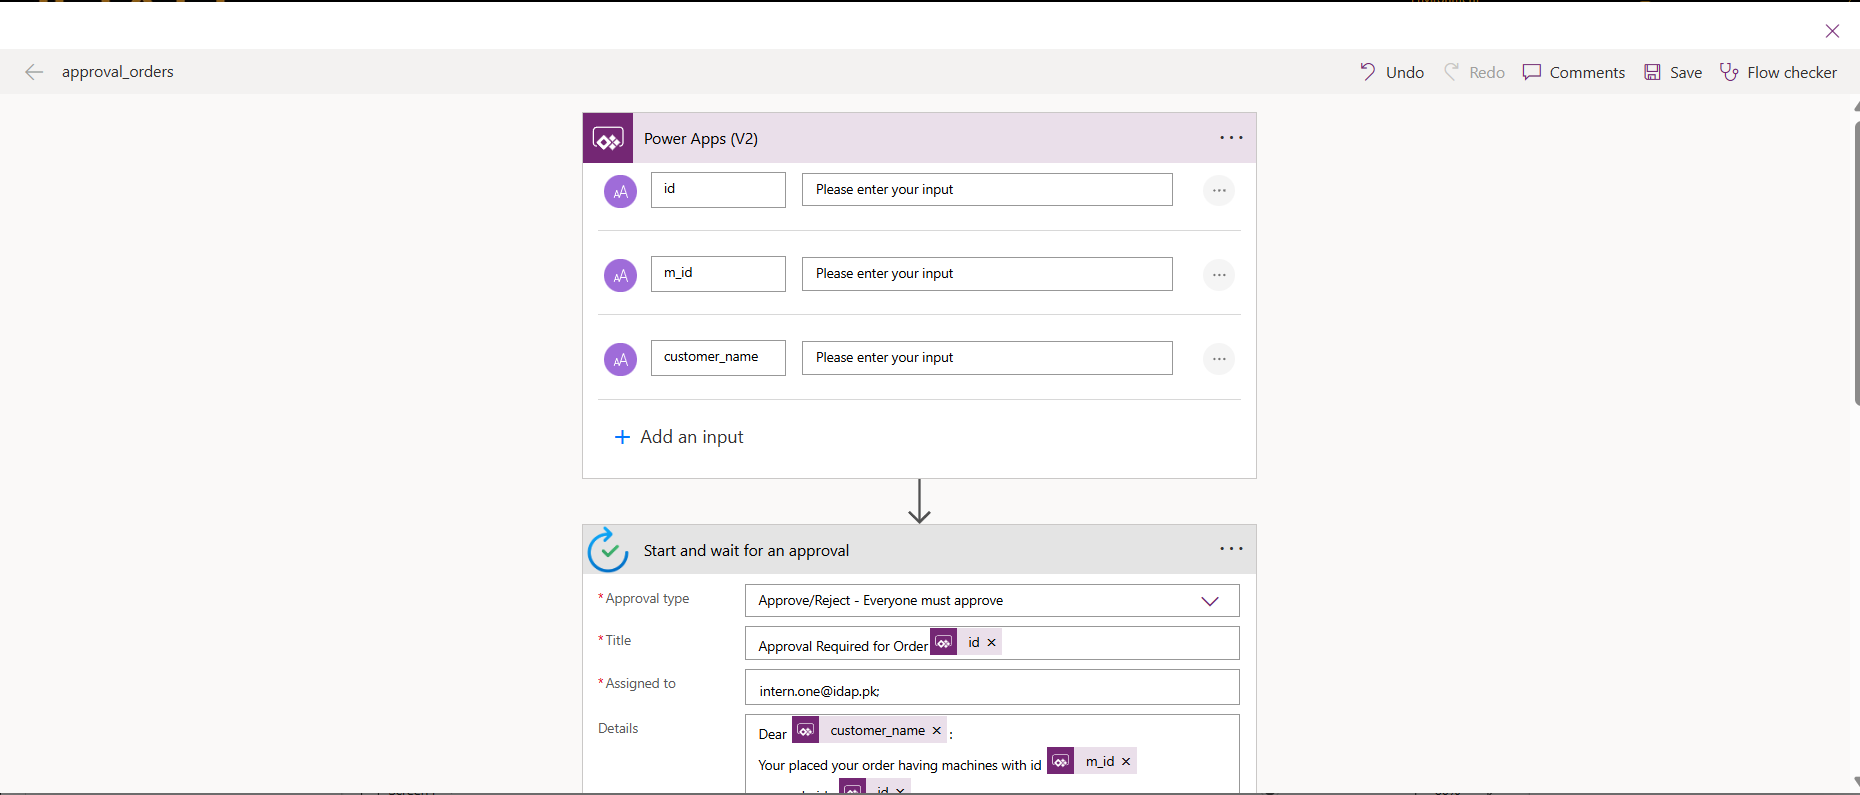 approval_orders
Undo Redo Comments Save Flow checker
Power Apps (V2)
id Please enter your input
m_id Please enter your input
customer_name Please enter your input
Add an input
Start and wait for an approval
*Approval type Approve/Reject - Everyone must approve
*Title Approval Required for Order id ×
*Assigned to intern.one@idap.pk;
Details Dear customer_name × :
Your placed your order having machines with id m_id ×
id ×